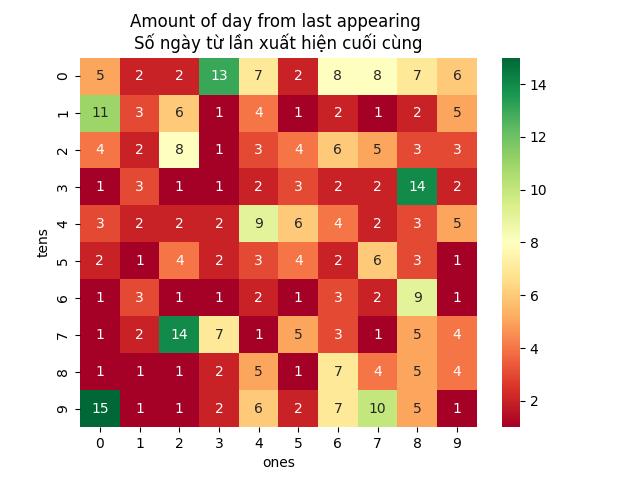 Amount of day from last appearing
Số ngày từ lần xuất hiện cuối cùng
0 5 2 2 13 7 2 8 8 7 6
1 11 3 6 1 4 1 2 1 2 5
2 4 2 8 1 3 4 6 5 3 3
3 1 3 1 1 2 3 2 2 14 2
4 3 2 2 2 9 6 4 2 3 5
5 2 1 4 2 3 4 2 6 3 1
6 1 3 1 1 2 1 3 2 9 1
7 1 2 14 7 1 5 3 1 5 4
8 1 1 1 2 5 1 7 4 5 4
9 15 1 1 2 6 2 7 10 5 1
0 1 2 3 4 5 6 7 8 9
ones
tens
14
12
10
8
6
4
2